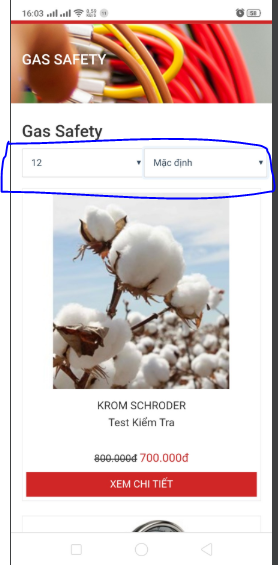 16:03
58
GAS SAFETY
Gas Safety
12 Mặc định
KROM SCHRODER
Test Kiểm Tra
800.000đ 700.000đ
XEM CHI TIẾT